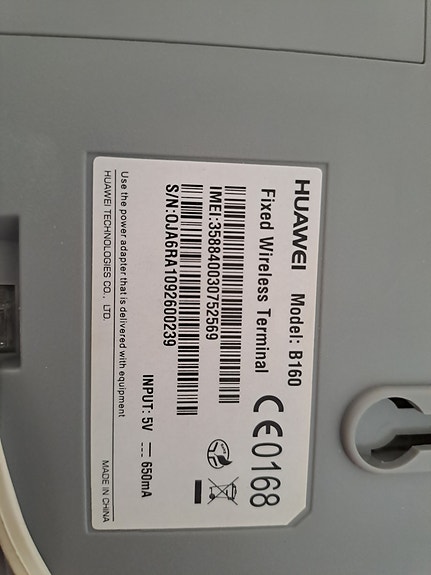 HUAWEI Model: B160
Fixed Wireless Terminal
CE0168
IMEI:358840030752569
S/N:OJA6RA1092600239
INPUT: 5V ⎓ 650mA
Use the power adapter that is delivered with equipment
HUAWEI TECHNOLOGIES CO., LTD.
MADE IN CHINA